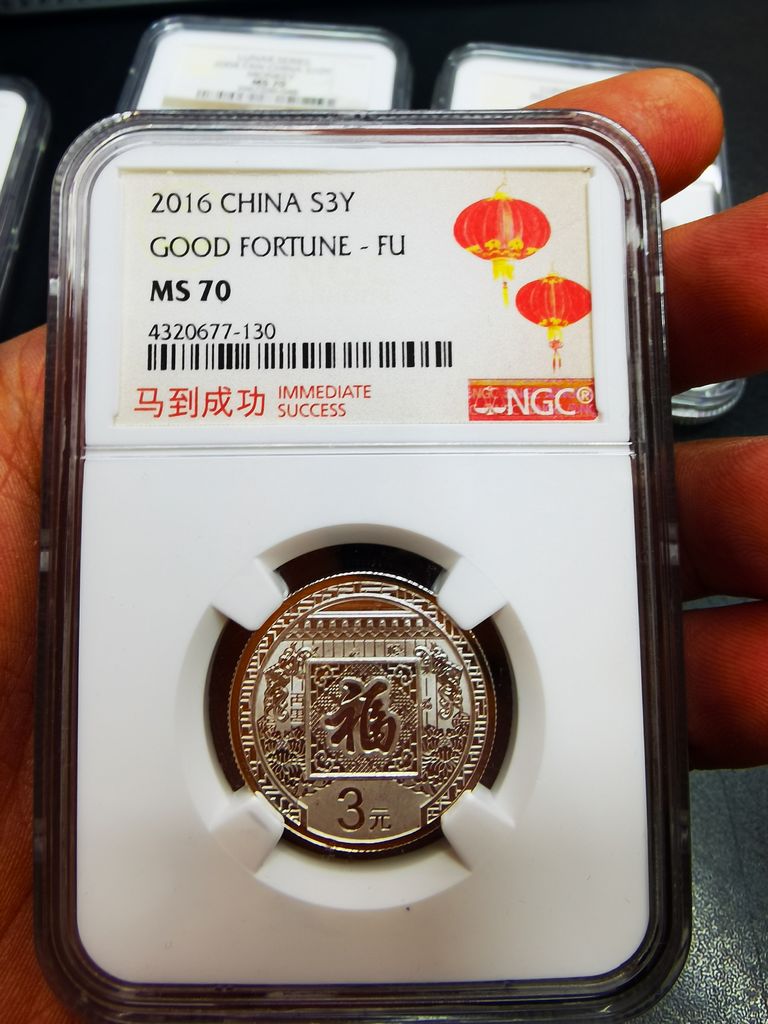 2016 CHINA S3Y
GOOD FORTUNE - FU
MS 70
4320677-130
马到成功 IMMEDIATE
SUCCESS
NGC®
福
3元